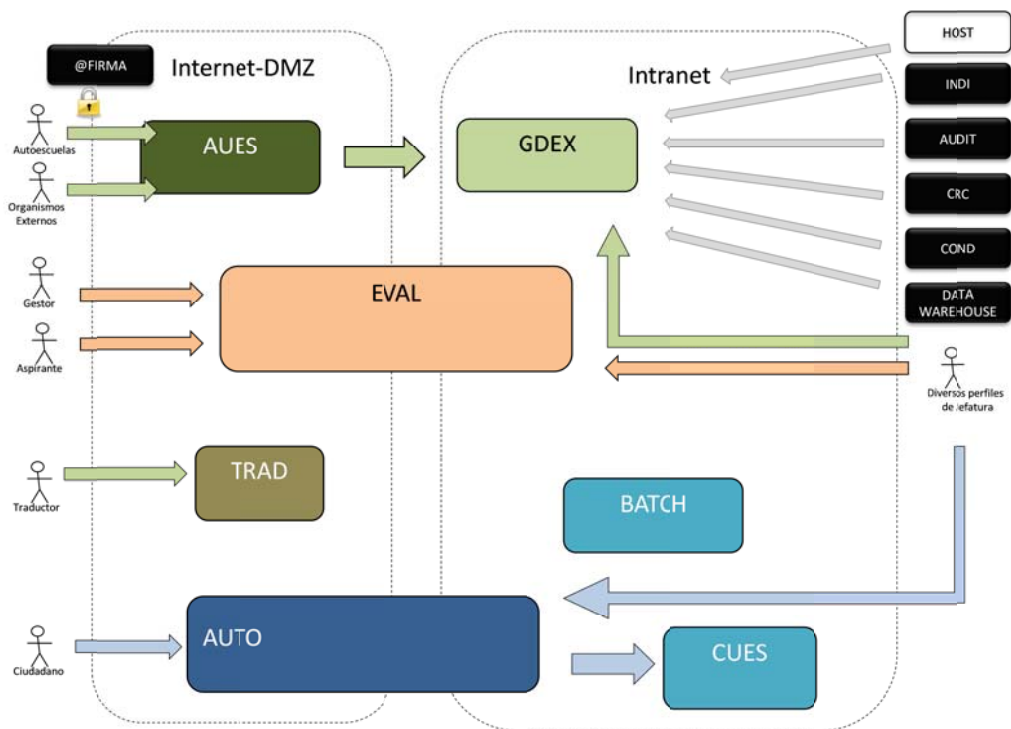 @FIRMA
Internet-DMZ
Intranet
HOST
INDI
AUDIT
CRC
COND
DATA
WAREHOUSE
Autoescuelas
AUES
GDEX
Organismos
Externos
Gestor
EVAL
Aspirante
Diversos perfiles
de Jefatura
Traductor
TRAD
BATCH
Ciudadano
AUTO
CUES